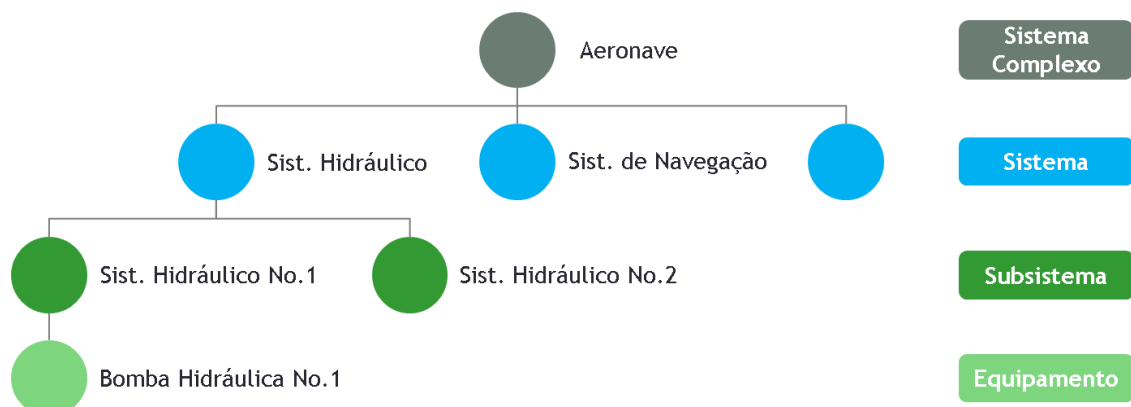 Aeronave
Sistema
Complexo
Sist. Hidráulico
Sist. de Navegação
Sistema
Sist. Hidráulico No.1
Sist. Hidráulico No.2
Subsistema
Bomba Hidráulica No.1
Equipamento